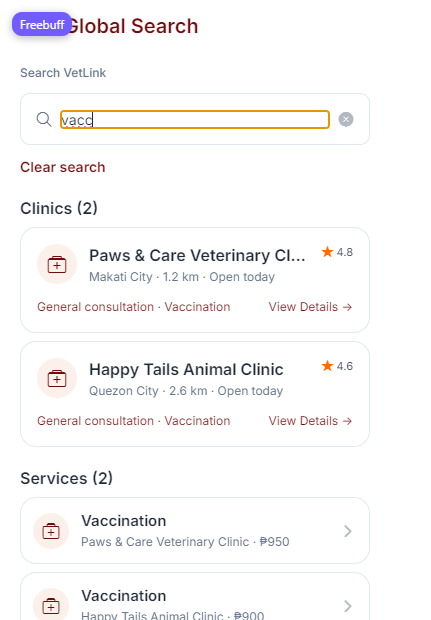 Freebuff
Global Search
Search VetLink
vacc
Clear search
Clinics (2)
Paws & Care Veterinary Cl...
4.8
Makati City · 1.2 km · Open today
General consultation · Vaccination
View Details →
Happy Tails Animal Clinic
4.6
Quezon City · 2.6 km · Open today
General consultation · Vaccination
View Details →
Services (2)
Vaccination
Paws & Care Veterinary Clinic · ₱950
Vaccination
Happy Tails Animal Clinic · ₱900